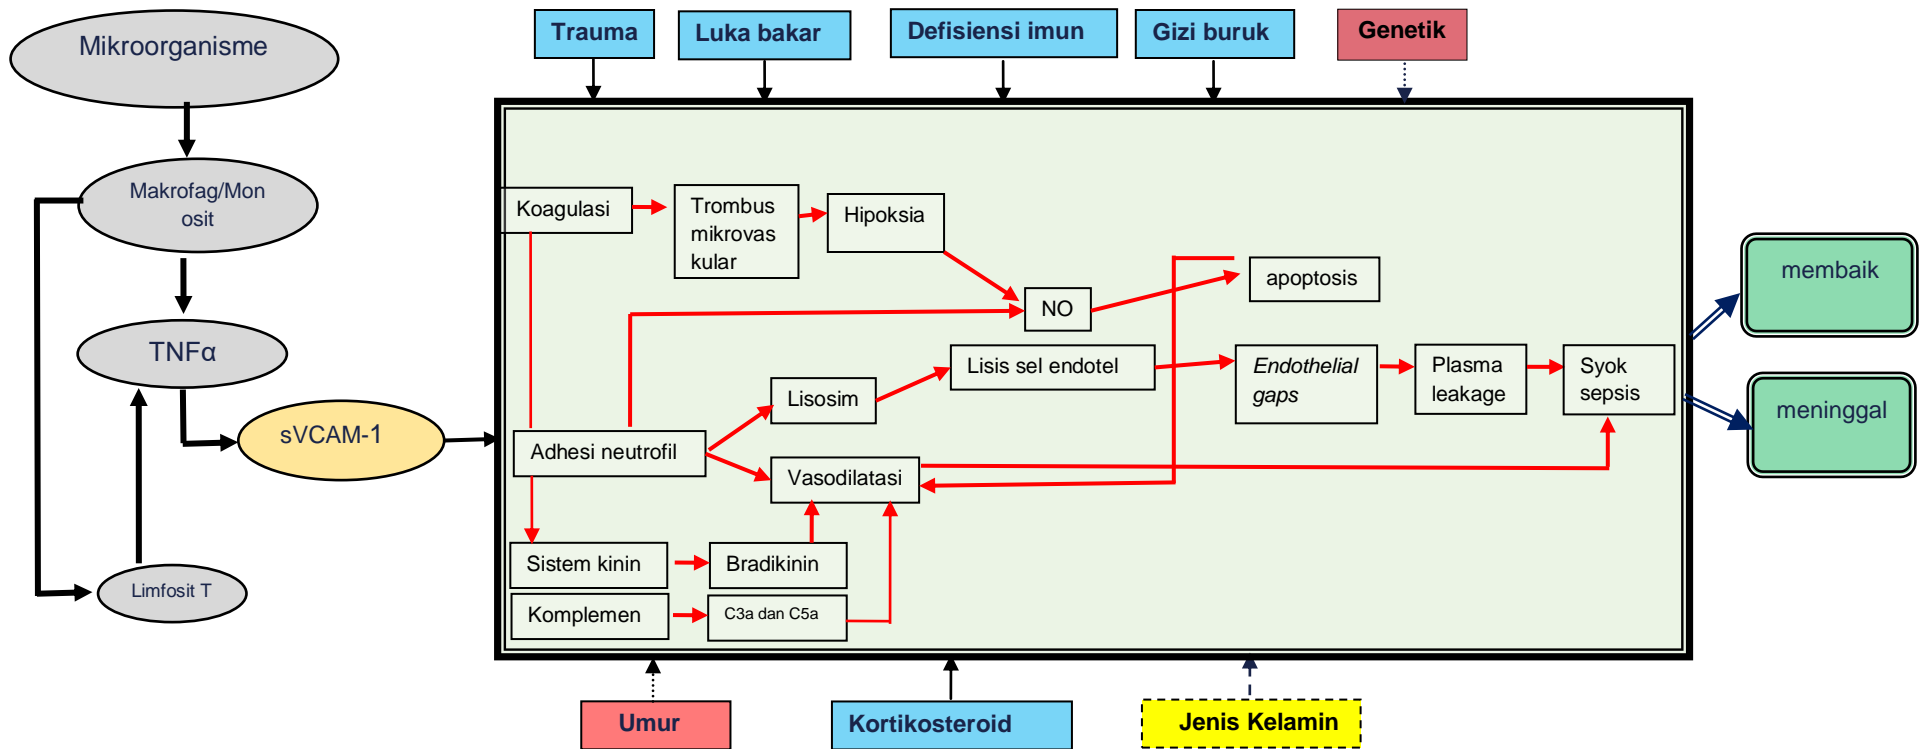 Mikroorganisme
Trauma
Luka bakar
Defisiensi imun
Gizi buruk
Genetik
Makrofag/Mon
osit
TNFα
sVCAM-1
Limfosit T
Koagulasi
Trombus
mikrovas
kular
Hipoksia
NO
apoptosis
Lisis sel endotel
Endothelial
gaps
Plasma
leakage
Syok
sepsis
Lisosim
Adhesi neutrofil
Vasodilatasi
Sistem kinin
Bradikinin
Komplemen
C3a dan C5a
membaik
meninggal
Umur
Kortikosteroid
Jenis Kelamin